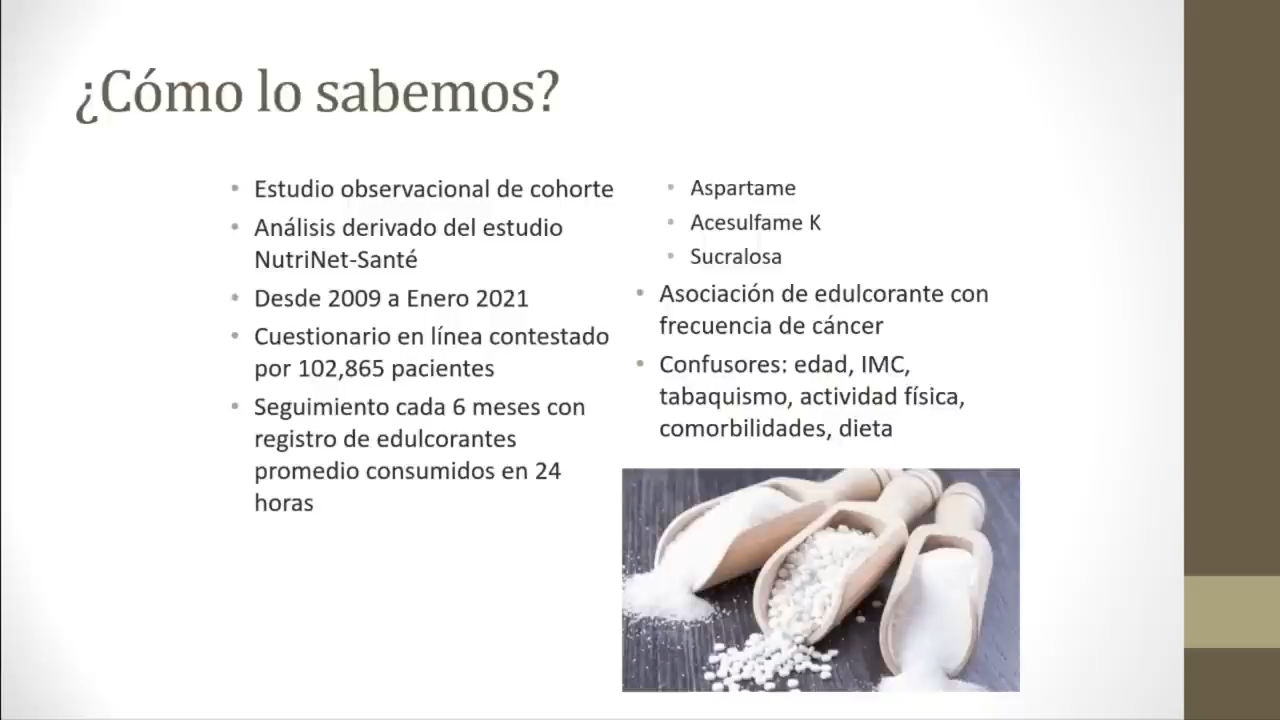 ¿Cómo lo sabemos?
Estudio observacional de cohorte
Análisis derivado del estudio
NutriNet-Santé
Desde 2009 a Enero 2021
Cuestionario en línea contestado
por 102,865 pacientes
Seguimiento cada 6 meses con
registro de edulcorantes
promedio consumidos en 24
horas
Aspartame
Acesulfame K
Sucralosa
Asociación de edulcorante con
frecuencia de cáncer
Confusores: edad, IMC,
tabaquismo, actividad física,
comorbilidades, dieta